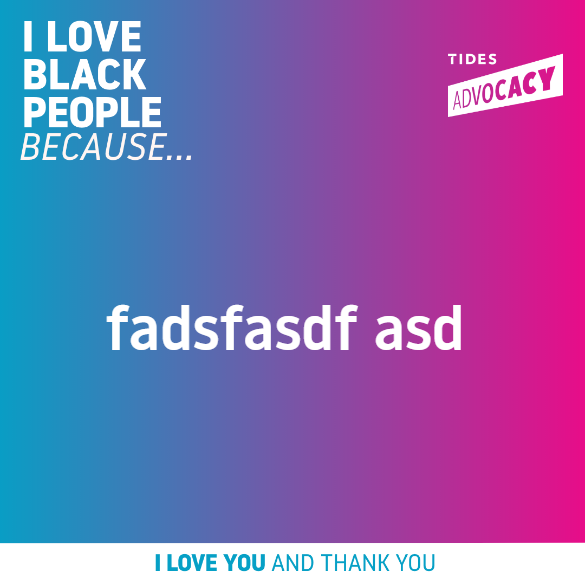 I LOVE
BLACK
PEOPLE
BECAUSE...
TIDES
ADVOCACY
fadsfasdf asd
I LOVE YOU AND THANK YOU